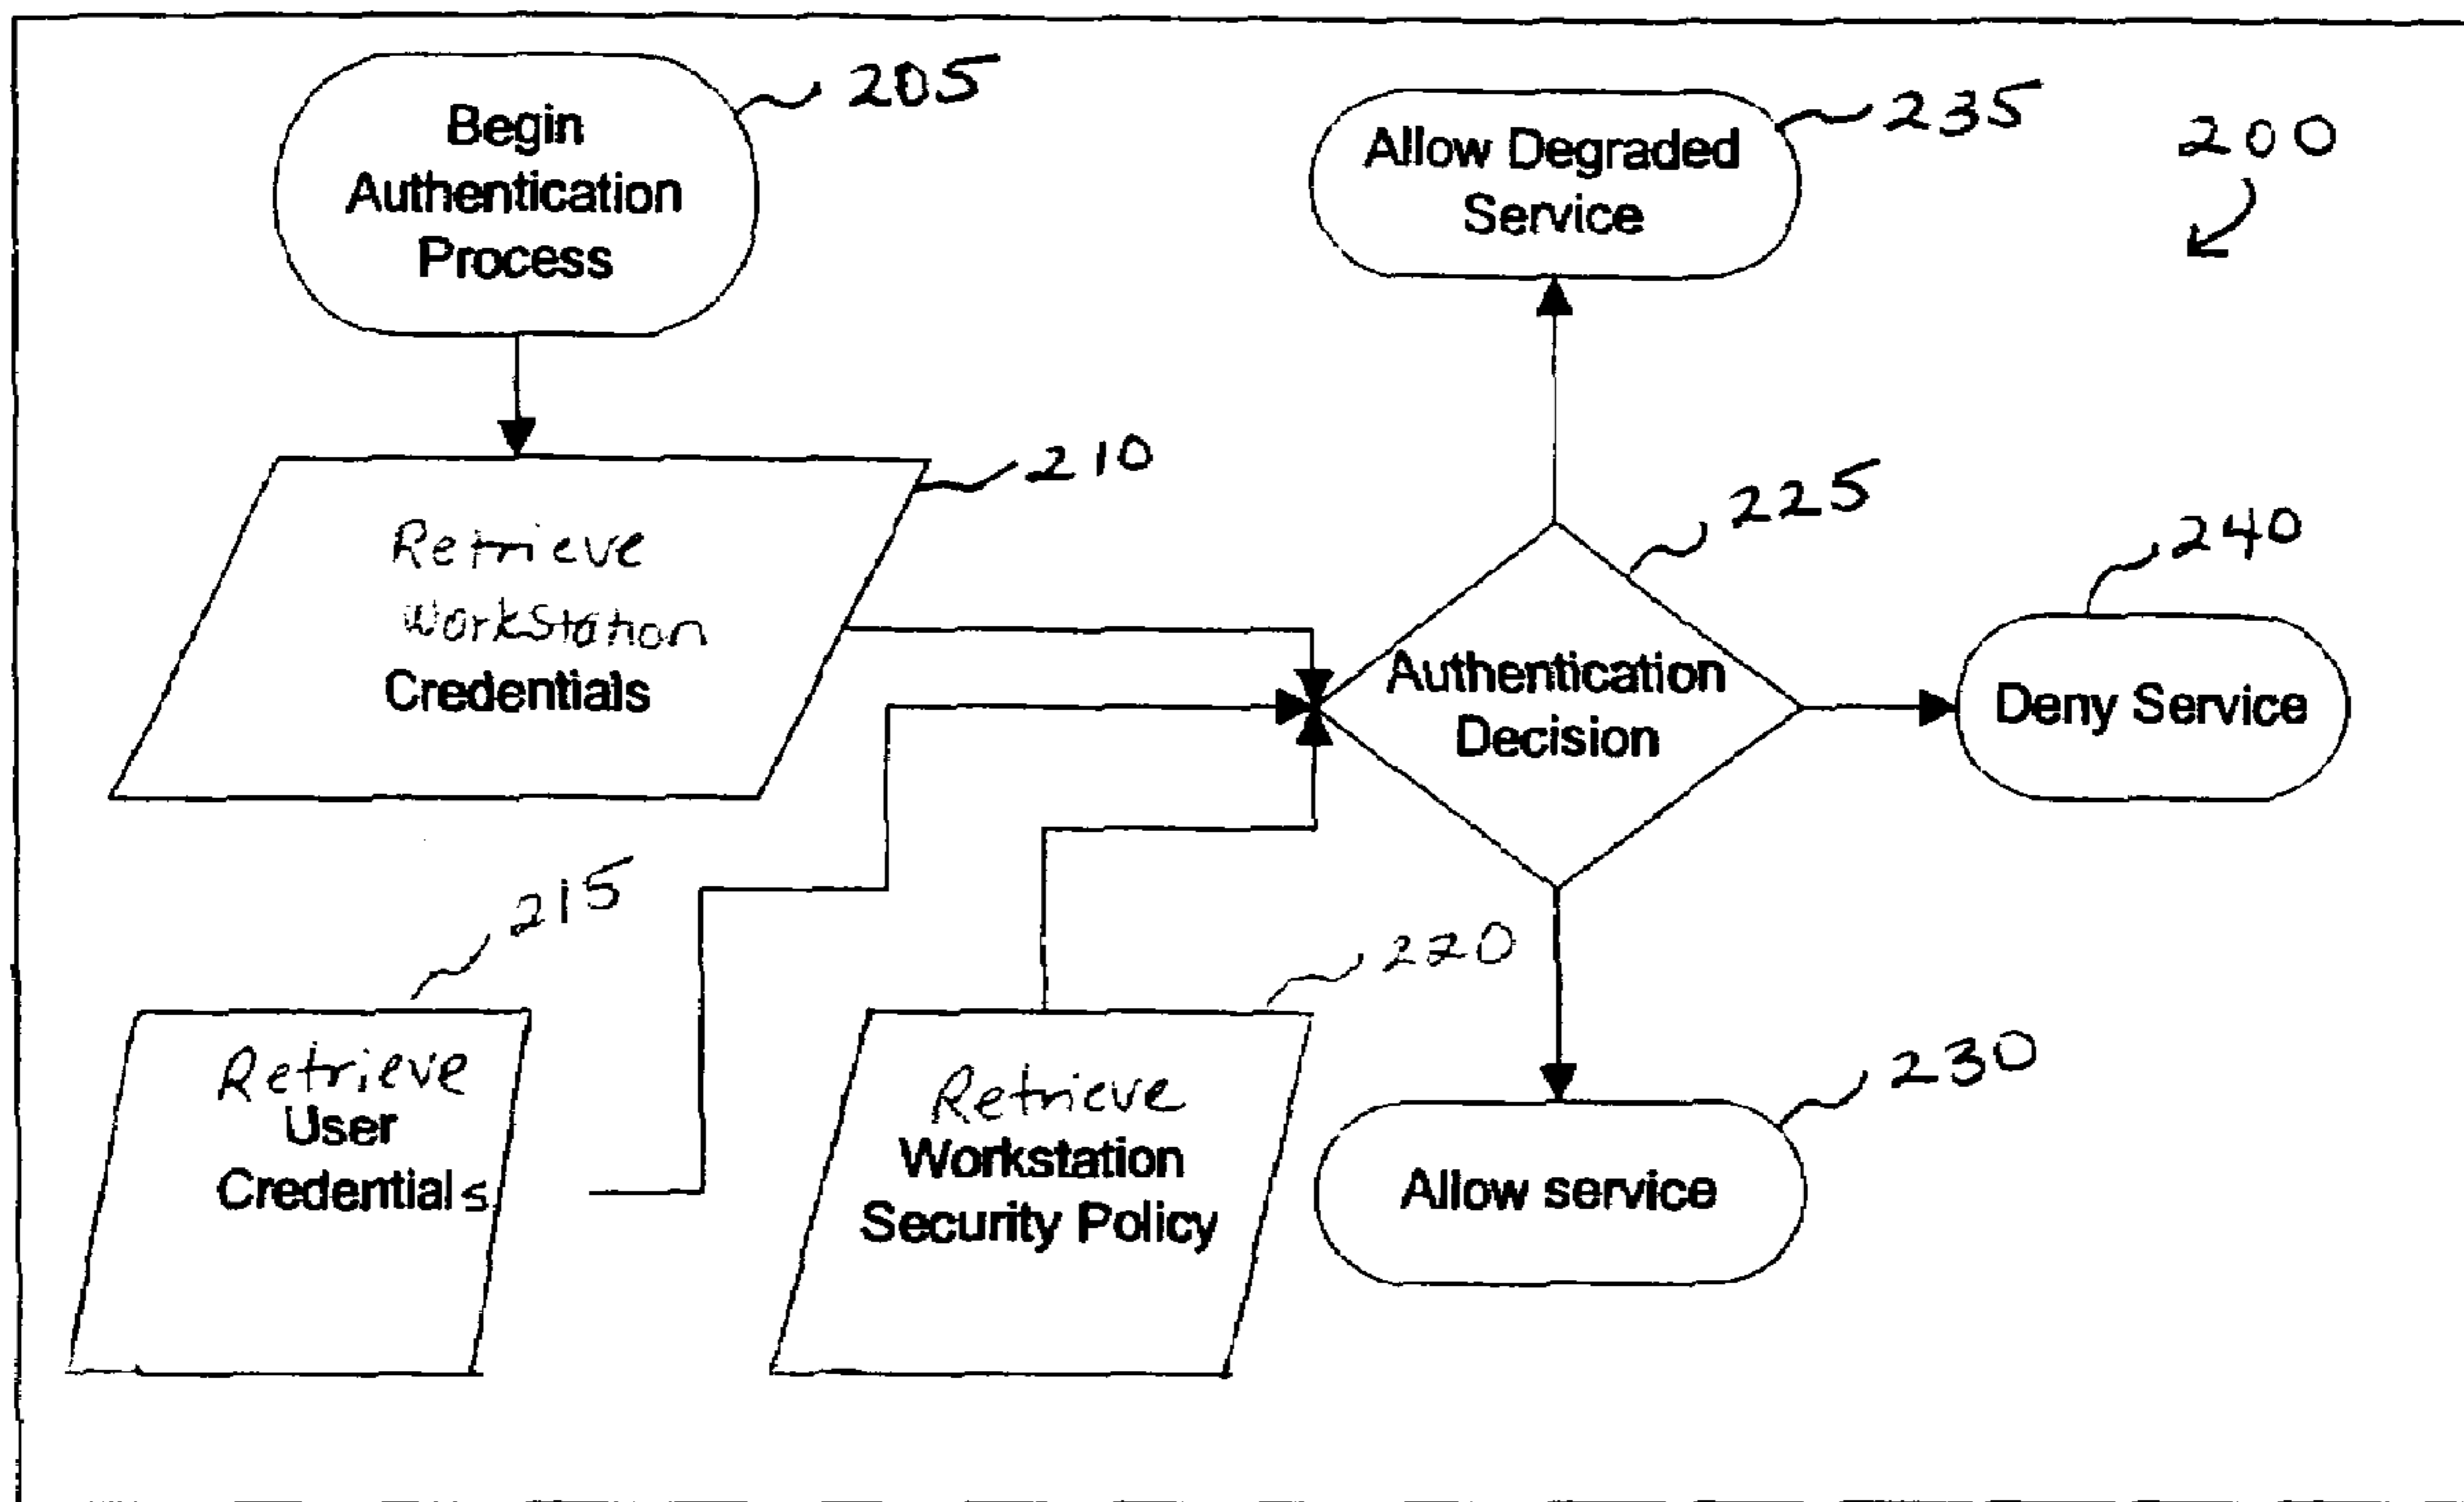 Begin
Authentication
Process
205
Allow Degraded
Service
235
200
Retrieve
Workstation
Credentials
210
Authentication
Decision
225
Deny Service
240
Retrieve
User
Credentials
215
Retrieve
Workstation
Security Policy
220
Allow service
230